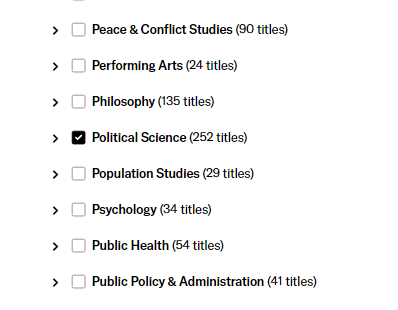 Peace & Conflict Studies (90 titles)
Performing Arts (24 titles)
Philosophy (135 titles)
Political Science (252 titles)
Population Studies (29 titles)
Psychology (34 titles)
Public Health (54 titles)
Public Policy & Administration (41 titles)